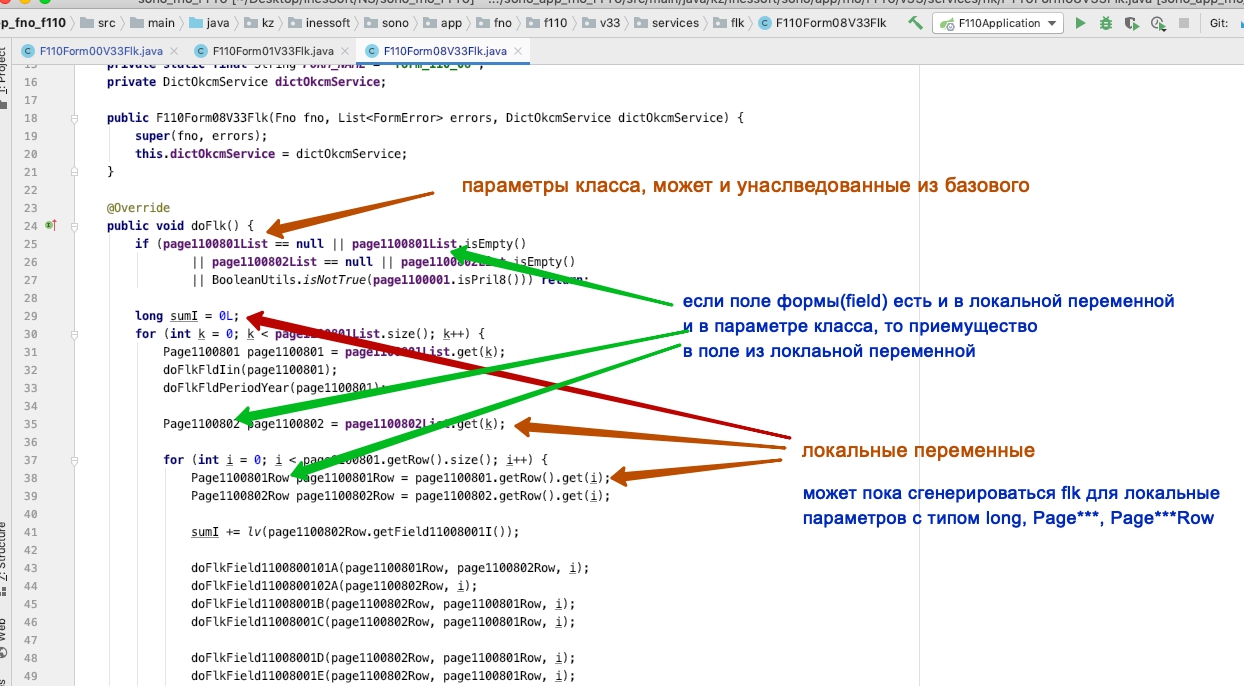 p_fno_f110 src main java kz inessoft sono app fno f110 v33 services flk F110Form08V33Flk F110Application Git:
F110Form00V33Flk.java F110Form01V33Flk.java F110Form08V33Flk.java
1: Project
16 private DictOkcmService dictOkcmService;
17
18 public F110Form08V33Flk(Fno fno, List<FormError> errors, DictOkcmService dictOkcmService) {
19 super(fno, errors);
20 this.dictOkcmService = dictOkcmService;
21 }
параметры класса, может и унаслведованные из базового
22
23 @Override
24 public void doFlk() {
25 if (page1100801List == null || page1100801List.isEmpty()
26 || page1100802List == null || page1100802List.isEmpty()
27 || BooleanUtils.isNotTrue(page1100001.isPril8())) return;
28
если поле формы(field) есть и в локальной переменной
и в параметре класса, то приемущество
в поле из локлаьной переменной
29 long sumI = 0L;
30 for (int k = 0; k < page1100801List.size(); k++) {
31 Page1100801 page1100801 = page1100801List.get(k);
32 doFlkFldIin(page1100801);
33 doFlkFldPeriodYear(page1100801);
34
35 Page1100802 page1100802 = page1100802List.get(k);
36
локальные переменные
37 for (int i = 0; i < page1100801.getRow().size(); i++) {
38 Page1100801Row page1100801Row = page1100801.getRow().get(i);
39 Page1100802Row page1100802Row = page1100802.getRow().get(i);
может пока сгенерироваться flk для локальные
параметров с типом long, Page***, Page***Row
40
41 sumI += lv(page1100802Row.getField11008001I());
42
43 doFlkField1100800101A(page1100801Row, page1100802Row, i);
44 doFlkField1100800102A(page1100802Row, i);
45 doFlkField11008001B(page1100802Row, page1100801Row, i);
46 doFlkField11008001C(page1100802Row, page1100801Row, i);
47
48 doFlkField11008001D(page1100802Row, page1100801Row, i);
49 doFlkField11008001E(page1100802Row, page1100801Row, i);
Z: Structure
Web